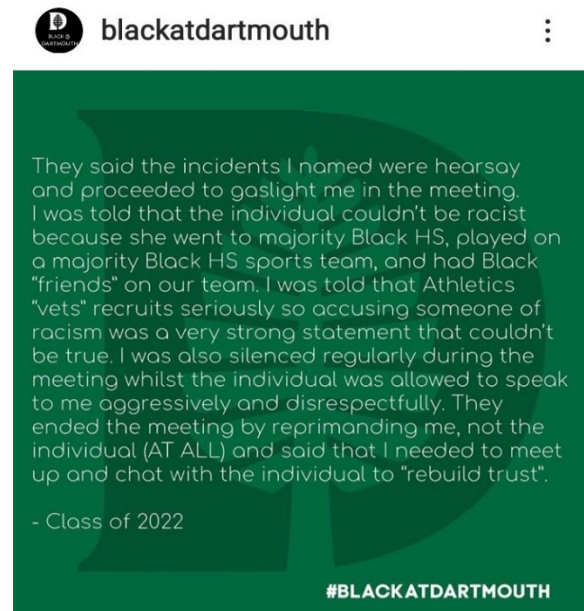 BLACK @
DARTMOUTH
blackatdartmouth
They said the incidents I named were hearsay
and proceeded to gaslight me in the meeting.
I was told that the individual couldn't be racist
because she went to majority Black HS, played on
a majority Black HS sports team, and had Black
"friends" on our team. I was told that Athletics
"vets" recruits seriously so accusing someone of
racism was a very strong statement that couldn't
be true. I was also silenced regularly during the
meeting whilst the individual was allowed to speak
to me aggressively and disrespectfully. They
ended the meeting by reprimanding me, not the
individual (AT ALL) and said that I needed to meet
up and chat with the individual to "rebuild trust".
- Class of 2022
#BLACKATDARTMOUTH